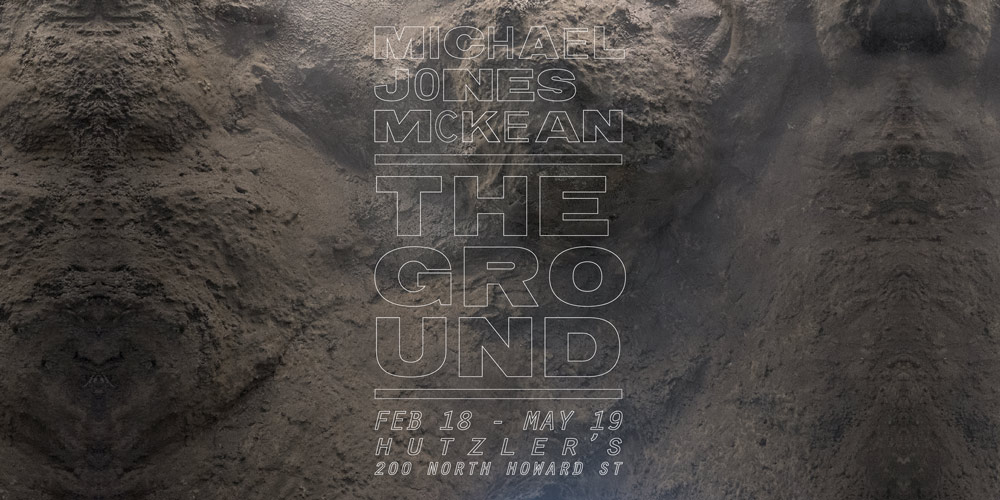 MICHAEL
JONES
MCKEAN
THE
GRO
UND
FEB 18 - MAY 19
HUTZLER'S
200 NORTH HOWARD ST